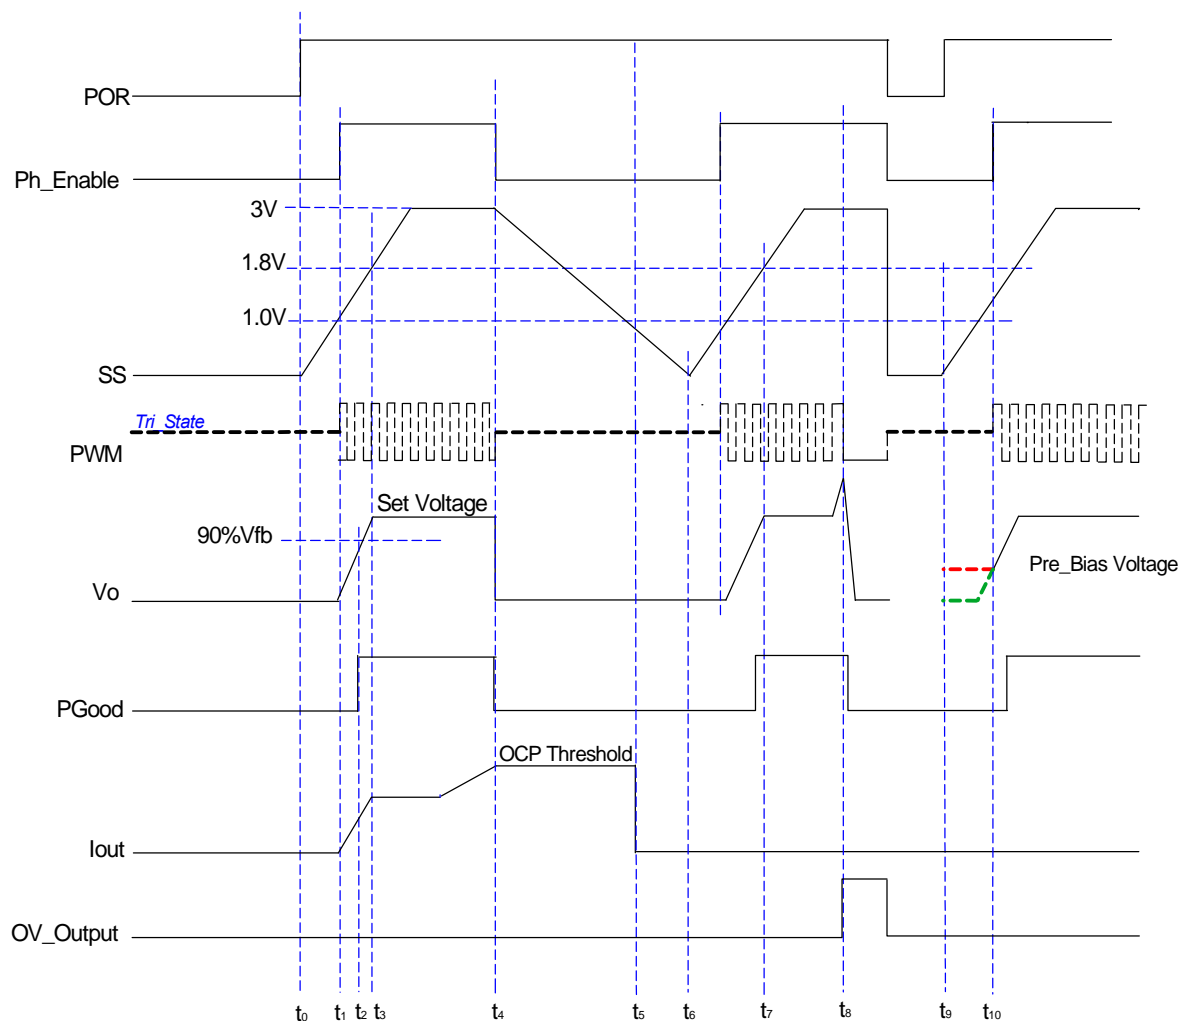 POR
Ph_Enable
3V
1.8V
1.0V
SS
Tri_State
PWM
Set Voltage
90%Vfb
Pre_Bias Voltage
Vo
PGood
OCP Threshold
Iout
OV_Output
t0 t1 t2 t3 t4 t5 t6 t7 t8 t9 t10